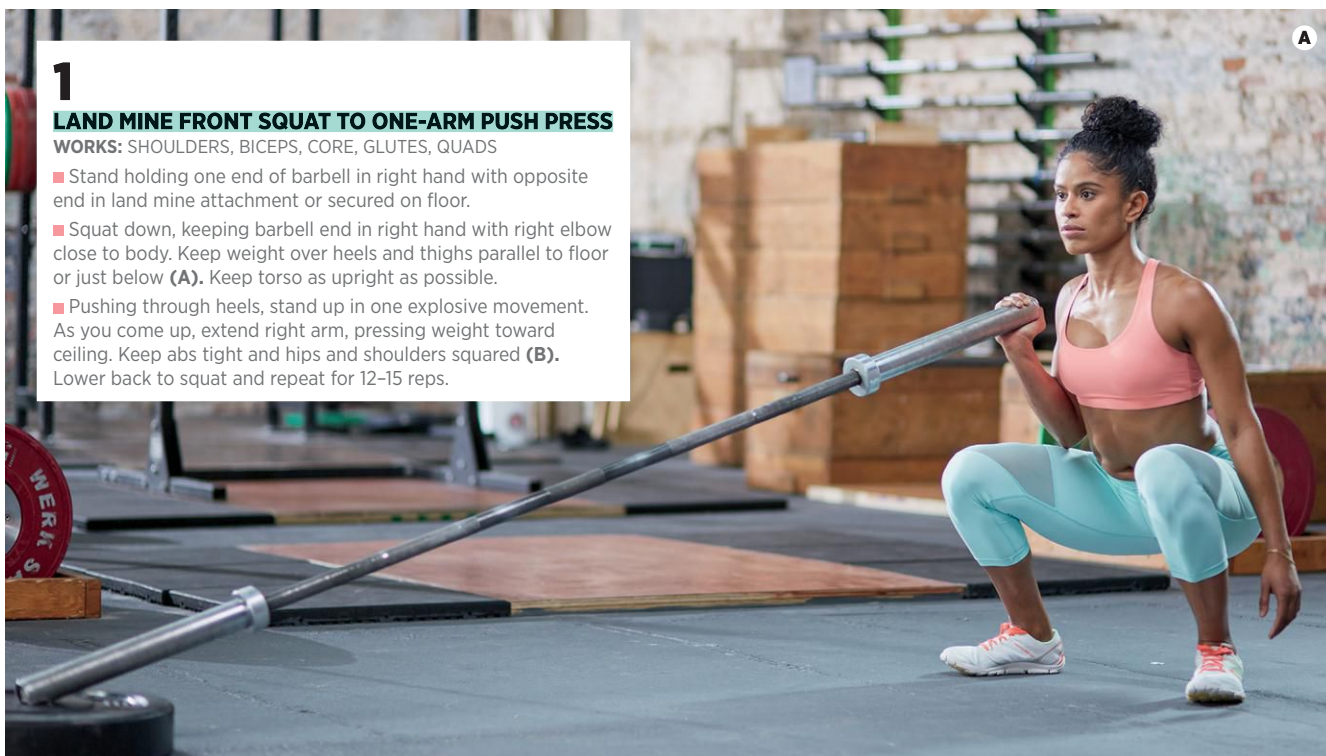 A
1
LAND MINE FRONT SQUAT TO ONE-ARM PUSH PRESS
WORKS: SHOULDERS, BICEPS, CORE, GLUTES, QUADS
Stand holding one end of barbell in right hand with opposite
end in land mine attachment or secured on floor.
Squat down, keeping barbell end in right hand with right elbow
close to body. Keep weight over heels and thighs parallel to floor
or just below (A). Keep torso as upright as possible.
Pushing through heels, stand up in one explosive movement.
As you come up, extend right arm, pressing weight toward
ceiling. Keep abs tight and hips and shoulders squared (B).
Lower back to squat and repeat for 12–15 reps.
WERK S